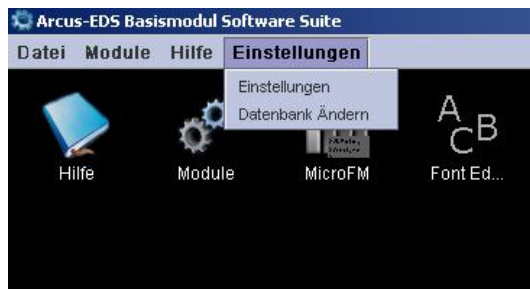 Arcus-EDS Basismodul Software Suite
Datei Module Hilfe Einstellungen
Einstellungen
Datenbank Ändern
A
B
C
Hilfe Module MicroFM Font Ed...